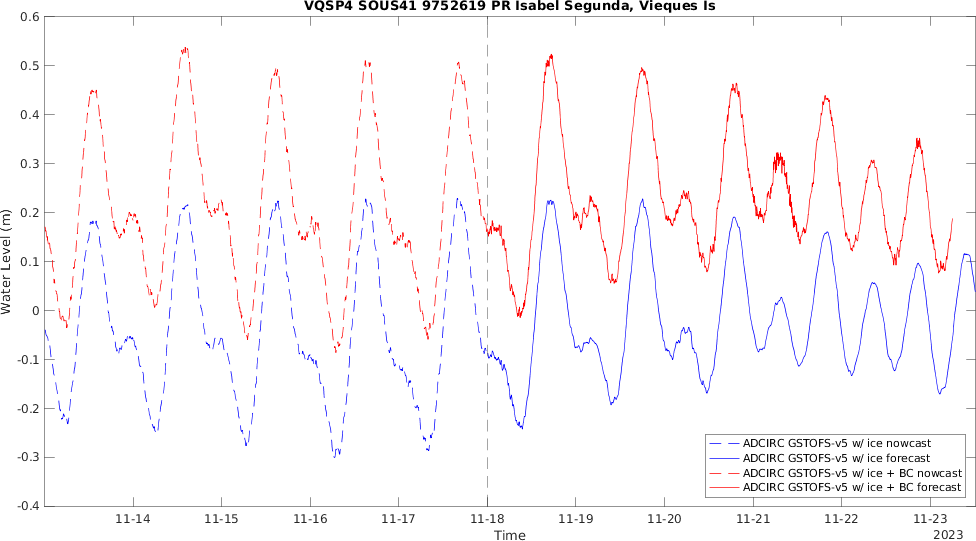 VQSP4 SOUS41 9752619 PR Isabel Segunda, Vieques Is
0.6
0.5
0.4
0.3
0.2
0.1
0
-0.1
-0.2
-0.3
-0.4
Water Level (m)
ADCIRC GSTOFS-v5 w/ ice nowcast
ADCIRC GSTOFS-v5 w/ ice forecast
ADCIRC GSTOFS-v5 w/ ice + BC nowcast
ADCIRC GSTOFS-v5 w/ ice + BC forecast
11-14 11-15 11-16 11-17 11-18 11-19 11-20 11-21 11-22 11-23
Time
2023